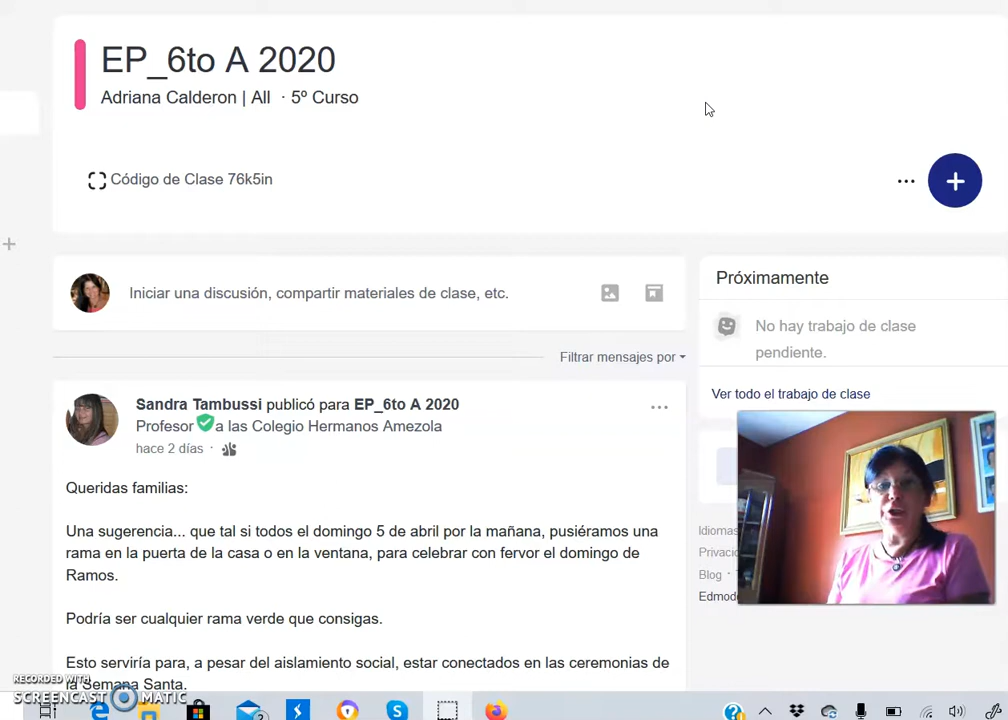 EP_6to A 2020
Adriana Calderon | All · 5º Curso
Código de Clase 76k5in
Iniciar una discusión, compartir materiales de clase, etc.
Próximamente
No hay trabajo de clase
pendiente.
Ver todo el trabajo de clase
Filtrar mensajes por
Sandra Tambussi publicó para EP_6to A 2020
Profesor a las Colegio Hermanos Amezola
hace 2 días ·
Queridas familias:
Una sugerencia... que tal si todos el domingo 5 de abril por la mañana, pusiéramos una
rama en la puerta de la casa o en la ventana, para celebrar con fervor el domingo de
Ramos.
Podría ser cualquier rama verde que consigas.
Esto serviría para, a pesar del aislamiento social, estar conectados en las ceremonias de
la Semana Santa.
Idiomas
Privacio
Blog ·
Edmodo
RECORDED WITH
SCREENCAST MATIC